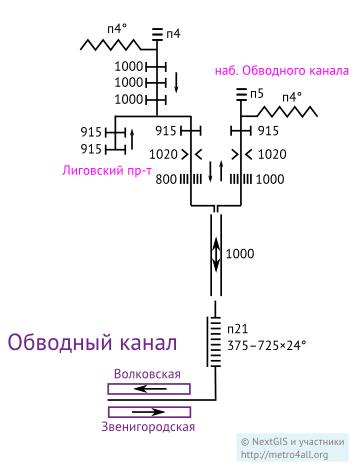 п4°
п4
1000
1000
1000
наб. Обводного канала
п5
п4°
915
915
915
915
1020
1020
Лиговский пр-т
800
1000
1000
п21
375–725×24°
Обводный канал
Волковская
Звенигородская
© NextGIS и участники
http://metro4all.org